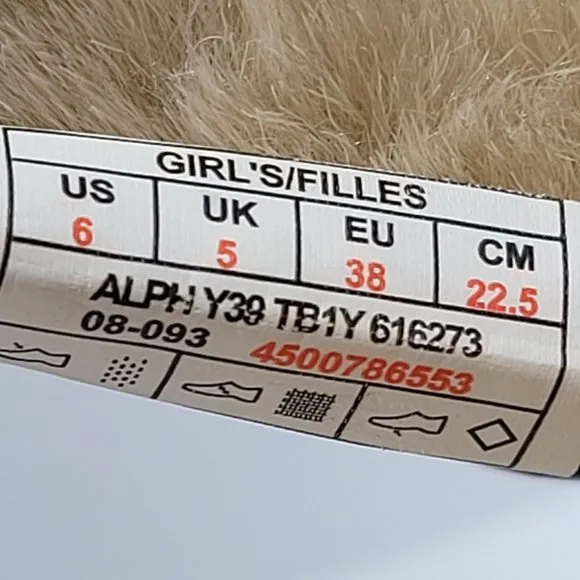 GIRL'S/FILLES
US UK EU CM
6 5 38 22.5
ALPH Y39 TB1Y 616273
08-093 4500786553